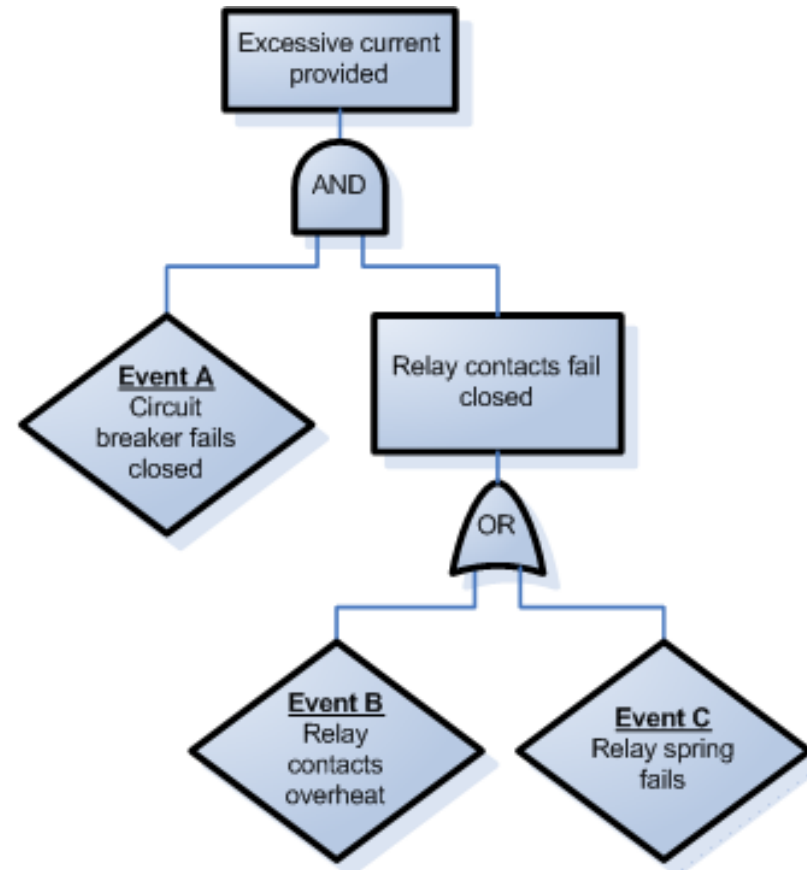 Excessive current
provided
AND
Event A
Circuit
breaker fails
closed
Relay contacts fail
closed
OR
Event B
Relay
contacts
overheat
Event C
Relay spring
fails